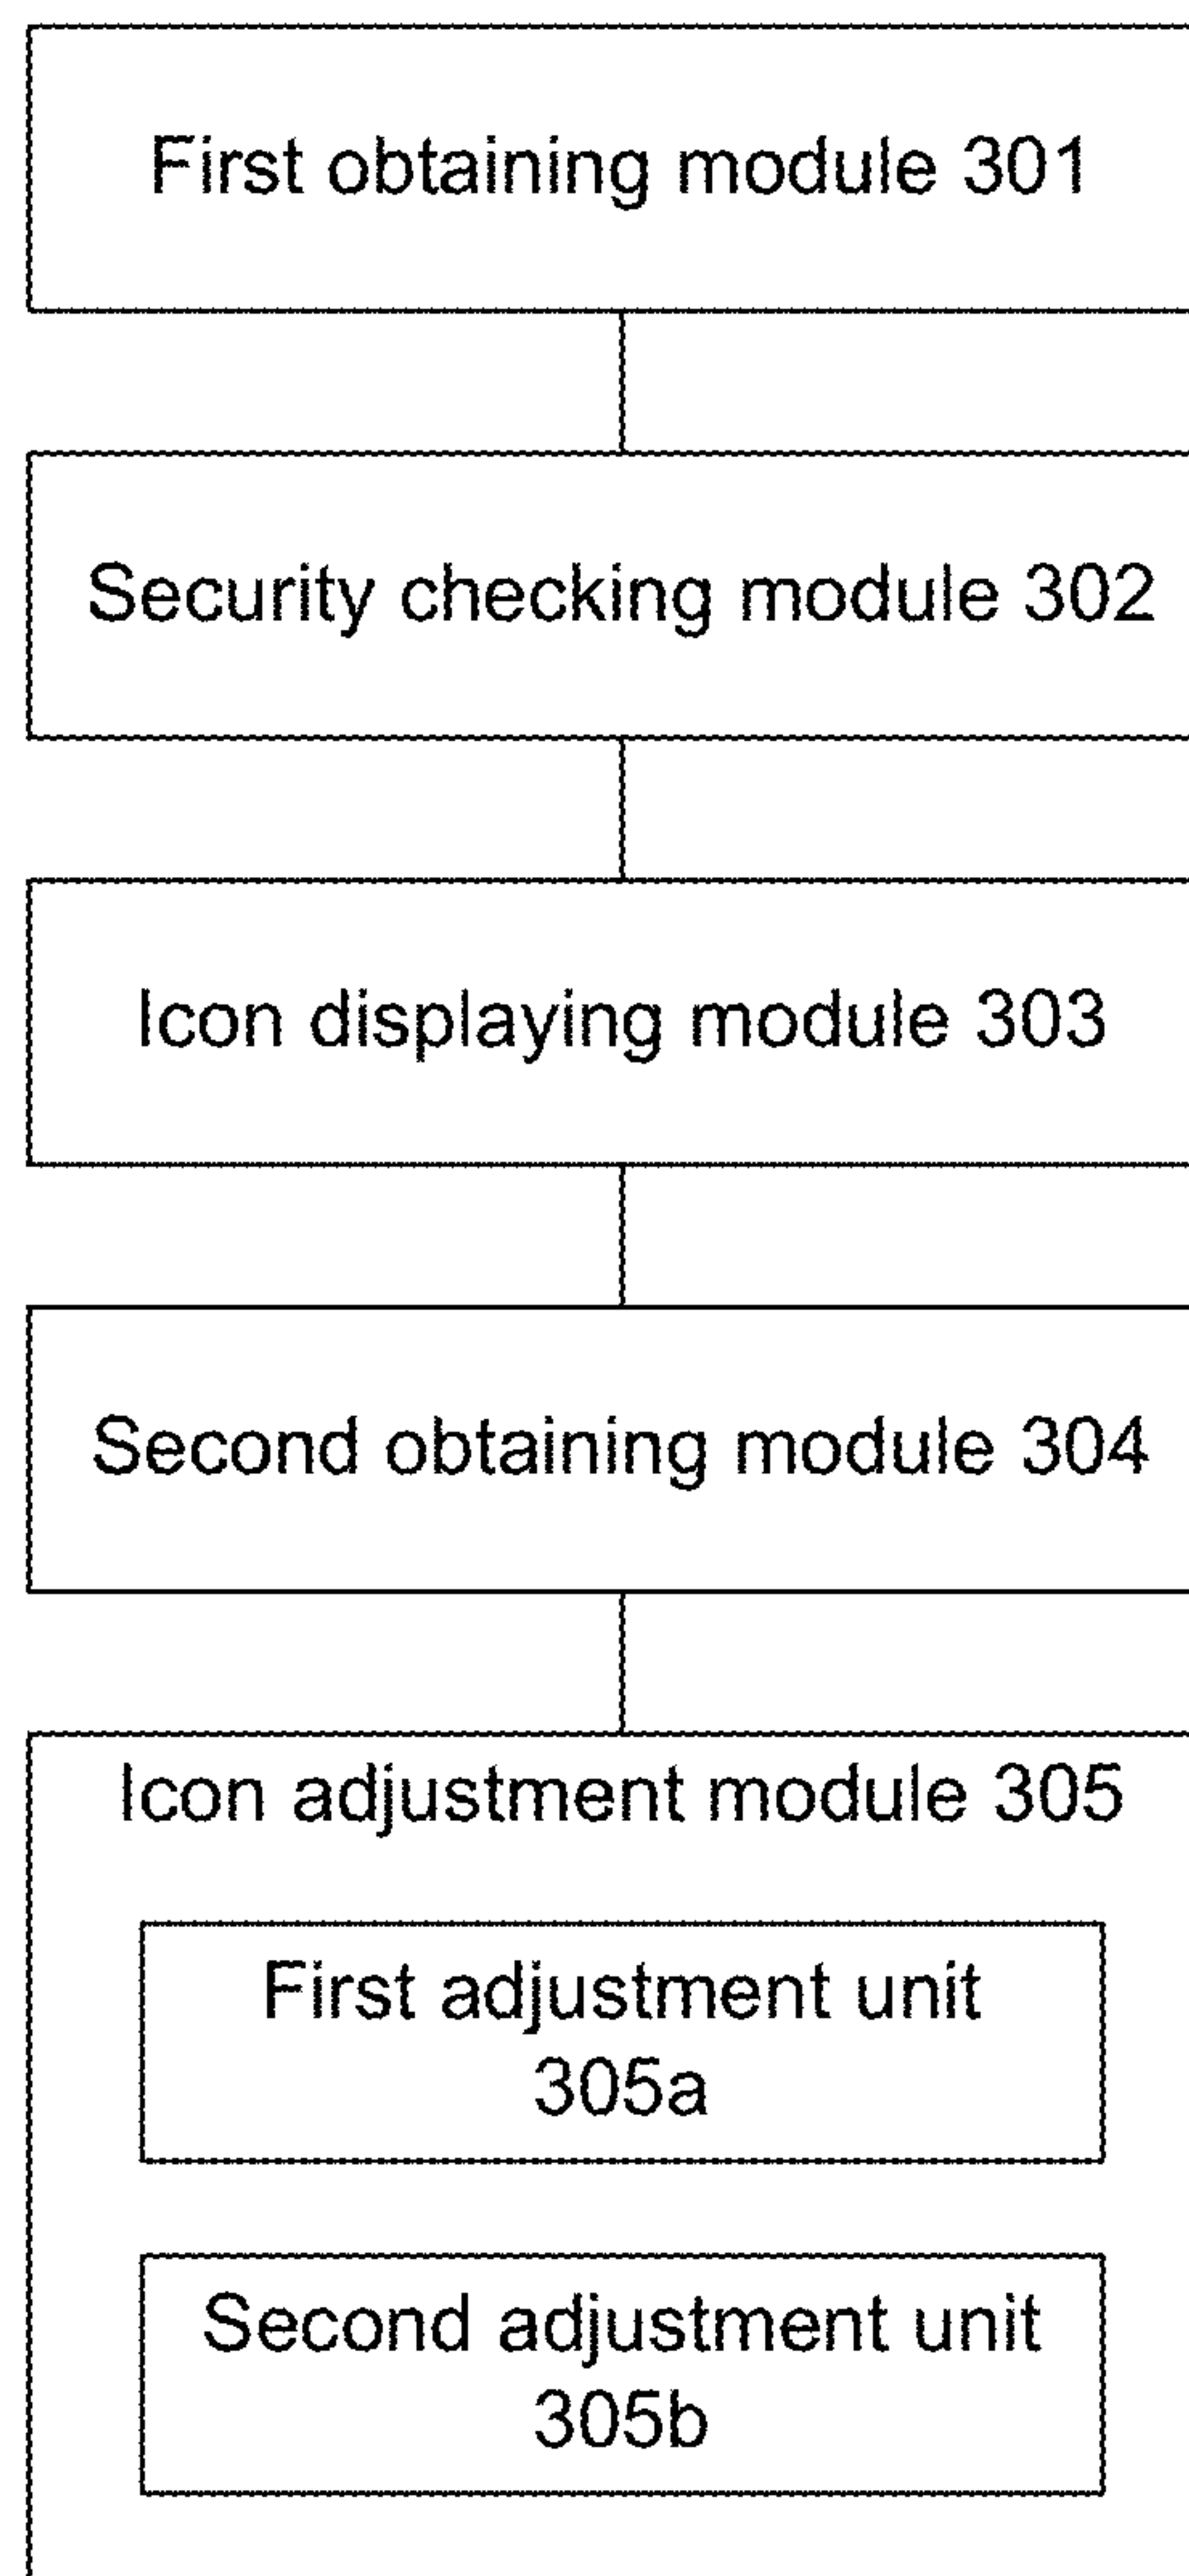 First obtaining module 301
Security checking module 302
Icon displaying module 303
Second obtaining module 304
Icon adjustment module 305
First adjustment unit
305a
Second adjustment unit
305b